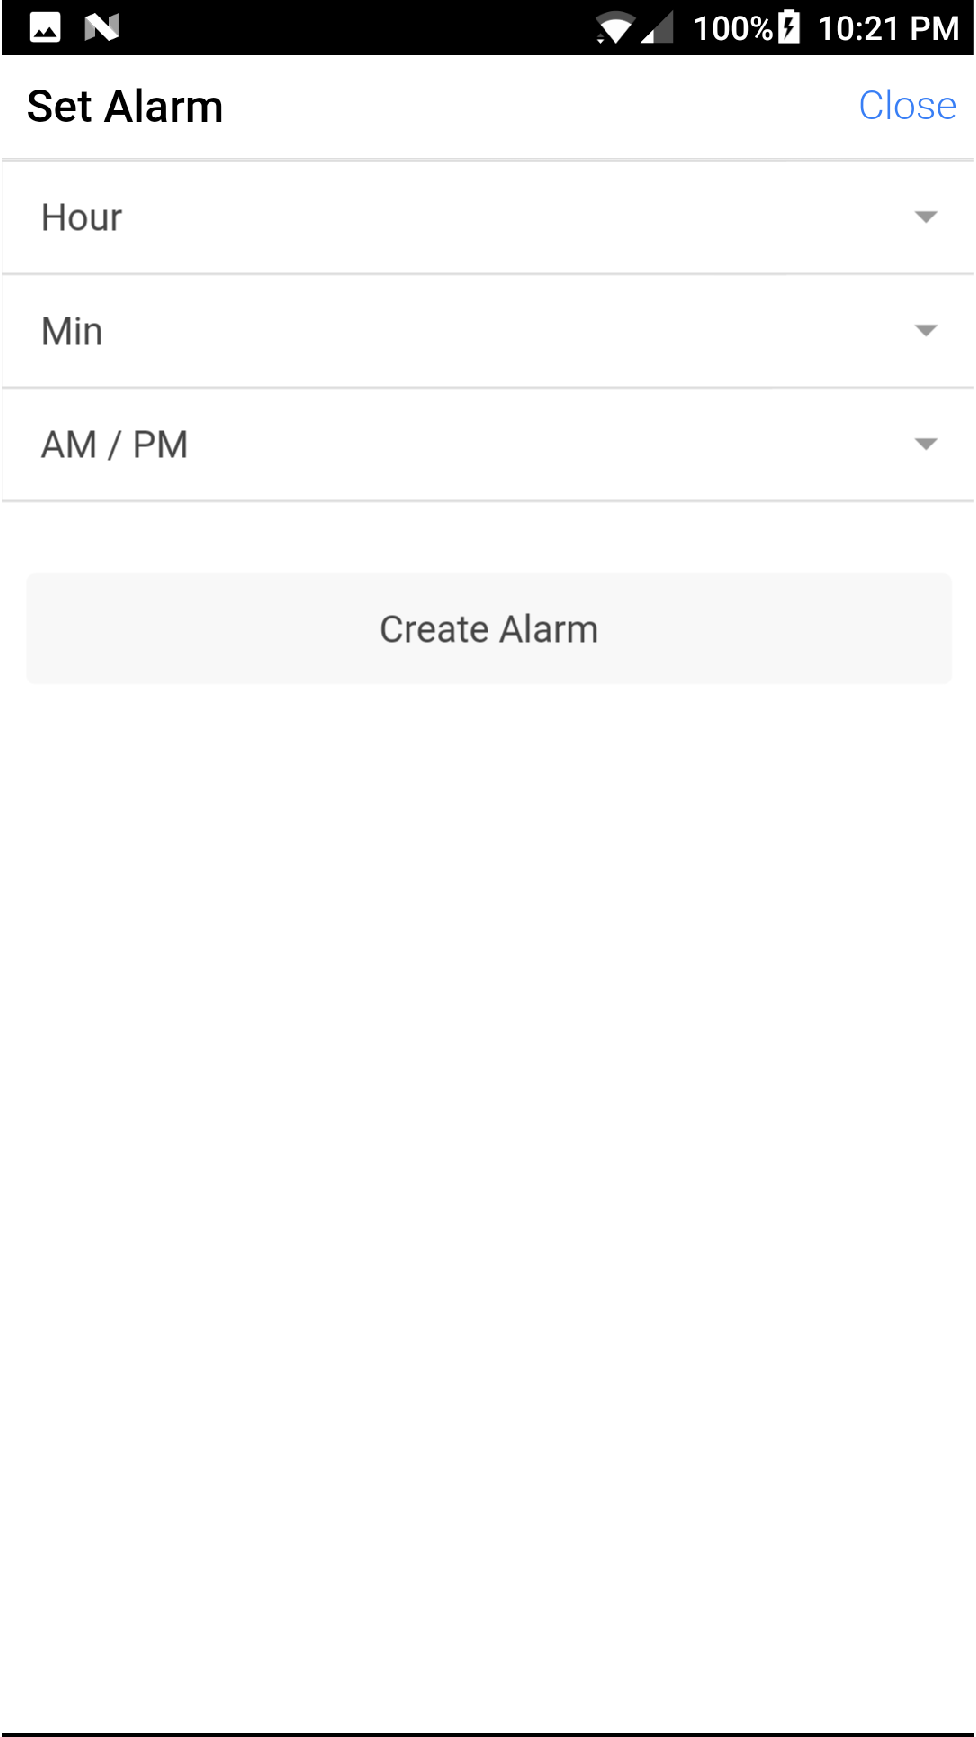 100% 10:21 PM
Set Alarm Close
Hour
Min
AM / PM
Create Alarm